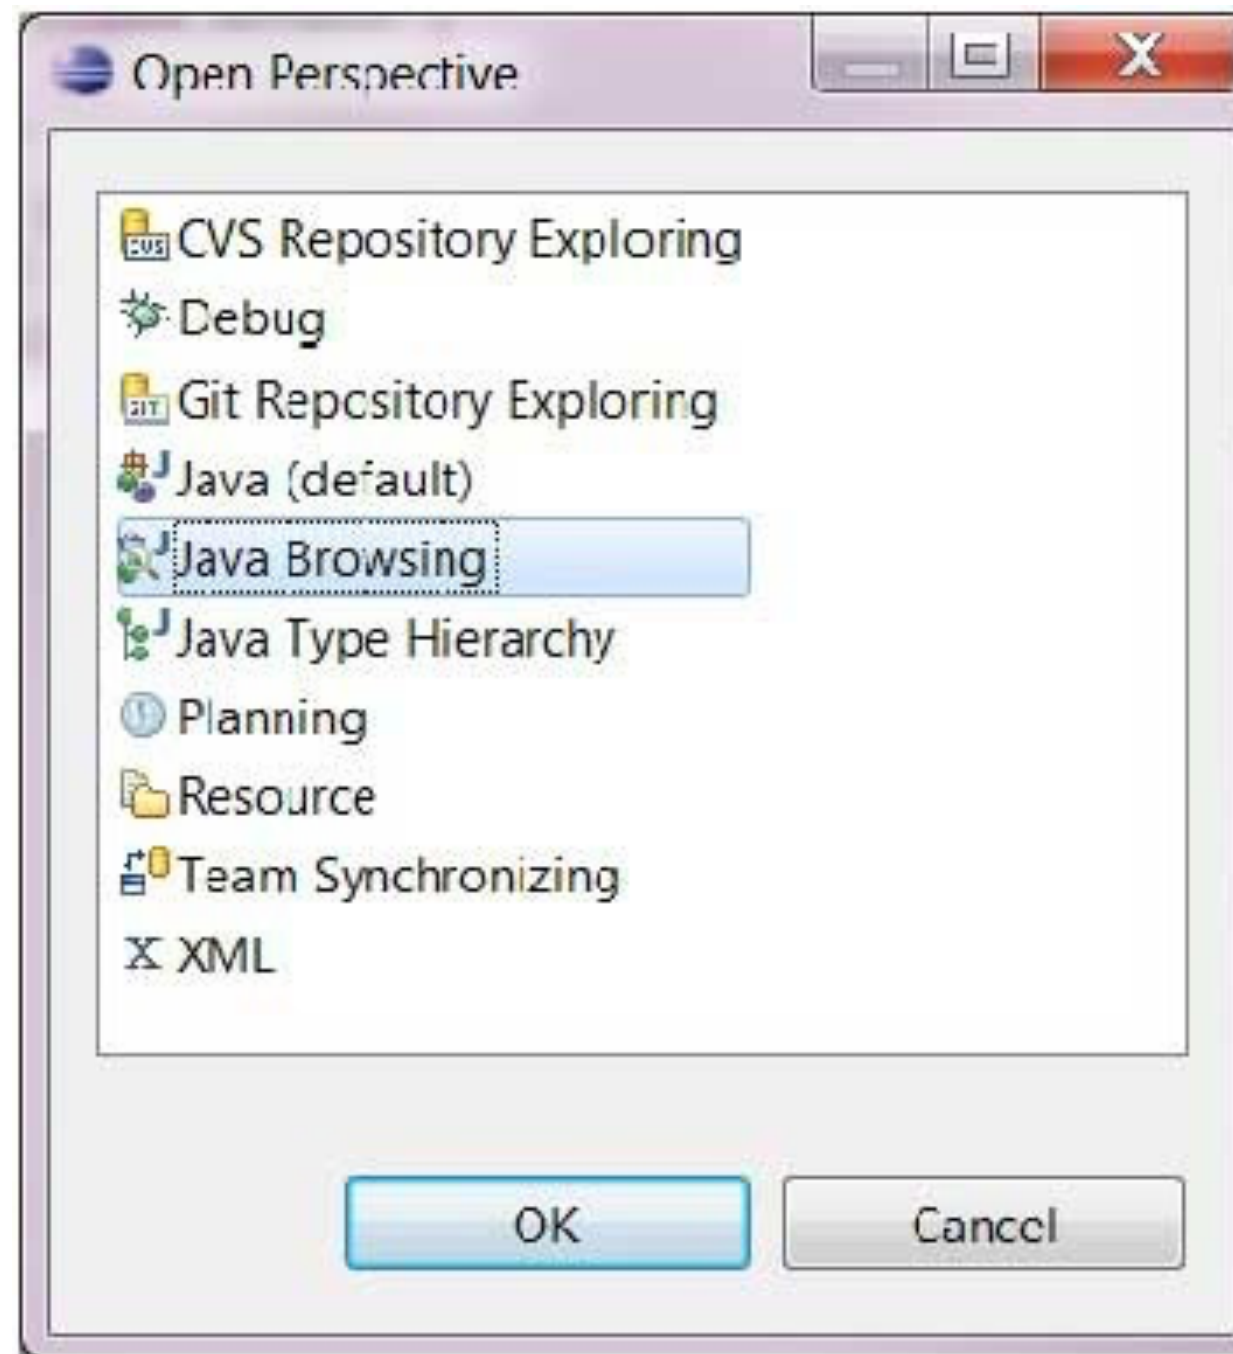 Open Perspective
CVS Repository Exploring
Debug
Git Repository Exploring
Java (default)
Java Browsing
Java Type Hierarchy
Planning
Resource
Team Synchronizing
XML
OK
Cancel